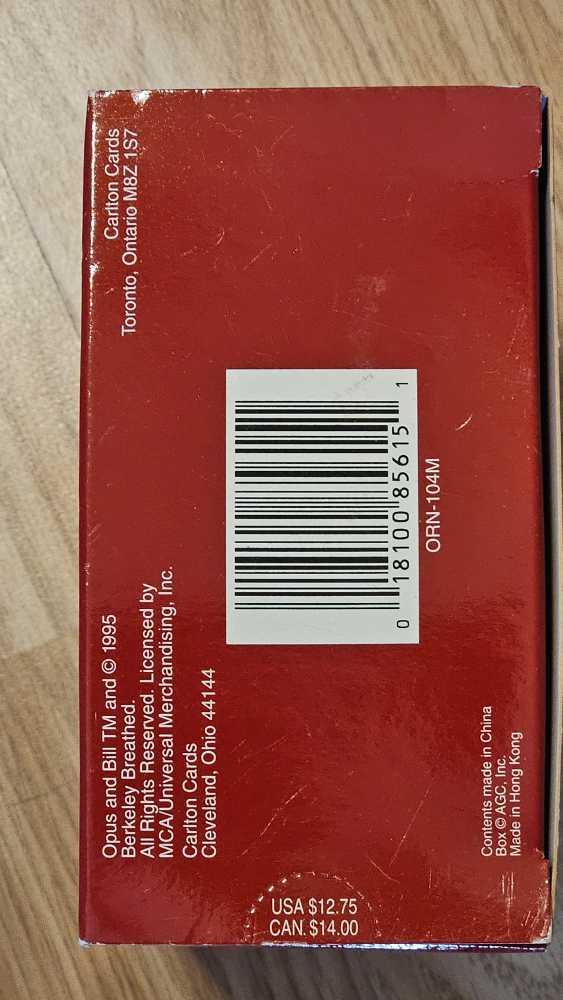 Opus and Bill TM and © 1995
Berkeley Breathed.
All Rights Reserved. Licensed by
MCA/Universal Merchandising, Inc.
Carlton Cards
Cleveland, Ohio 44144
Carlton Cards
Toronto, Ontario M8Z 1S7
0 18100 85615 1
ORN-104M
Contents made in China
Box © AGC, Inc.
Made in Hong Kong
USA $12.75
CAN. $14.00